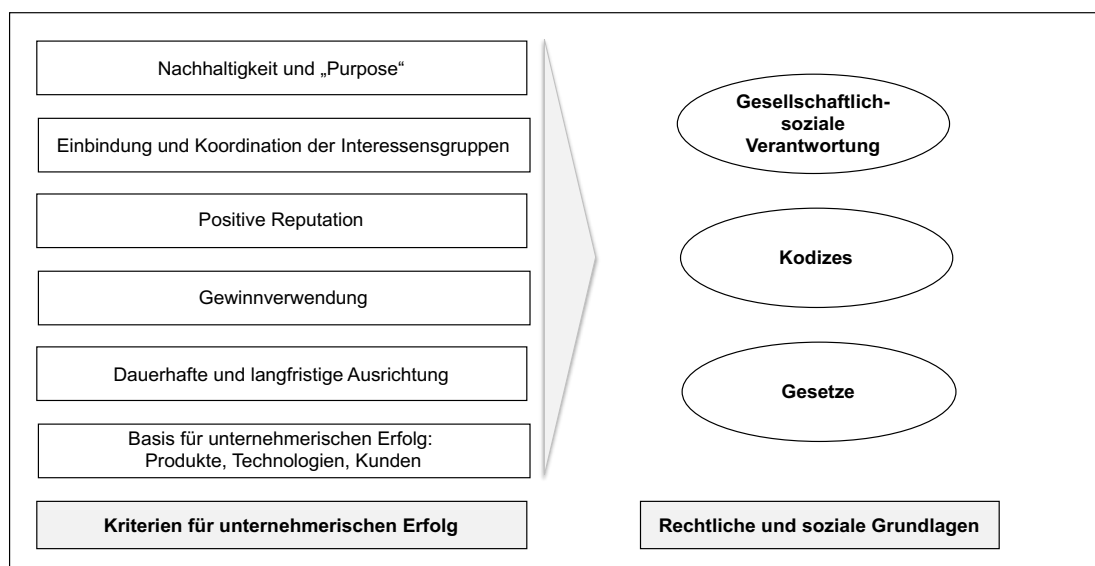 Nachhaltigkeit und „Purpose“
Einbindung und Koordination der Interessensgruppen
Positive Reputation
Gewinnverwendung
Dauerhafte und langfristige Ausrichtung
Basis für unternehmerischen Erfolg:
Produkte, Technologien, Kunden
Kriterien für unternehmerischen Erfolg
Gesellschaftlich-
soziale
Verantwortung
Kodizes
Gesetze
Rechtliche und soziale Grundlagen